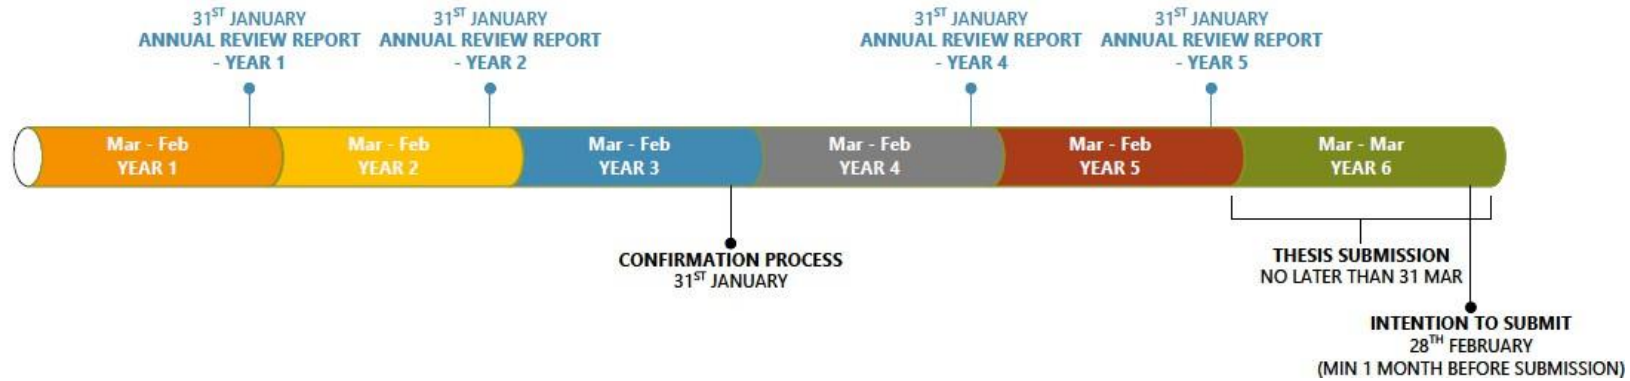 31ST JANUARY
ANNUAL REVIEW REPORT
- YEAR 1
31ST JANUARY
ANNUAL REVIEW REPORT
- YEAR 2
31ST JANUARY
ANNUAL REVIEW REPORT
- YEAR 4
31ST JANUARY
ANNUAL REVIEW REPORT
- YEAR 5
Mar - Feb
YEAR 1
Mar - Feb
YEAR 2
Mar - Feb
YEAR 3
Mar - Feb
YEAR 4
Mar - Feb
YEAR 5
Mar - Mar
YEAR 6
CONFIRMATION PROCESS
31ST JANUARY
THESIS SUBMISSION
NO LATER THAN 31 MAR
INTENTION TO SUBMIT
28TH FEBRUARY
(MIN 1 MONTH BEFORE SUBMISSION)